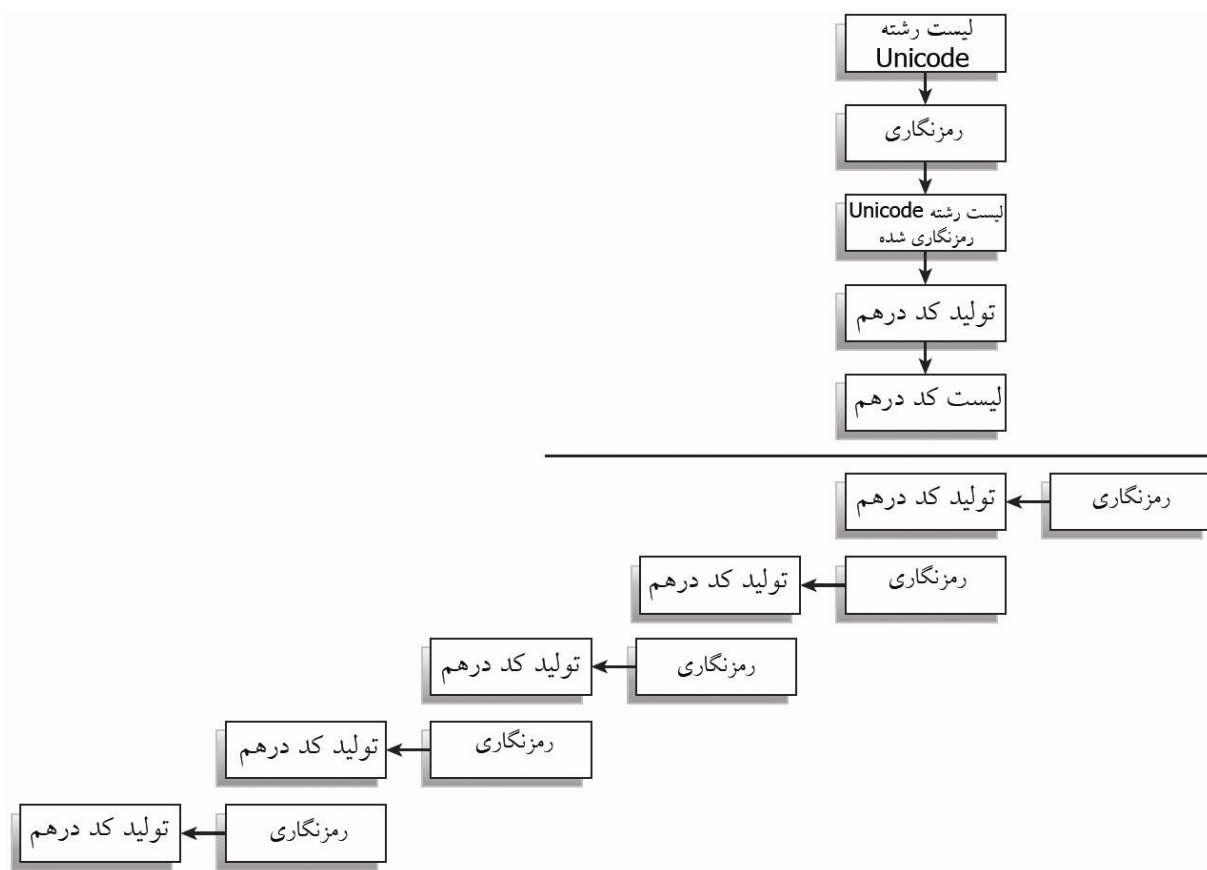 لیست رشته
Unicode
رمزنگاری
لیست رشته Unicode
رمزنگاری شده
تولید کد درهم
لیست کد درهم
رمزنگاری
تولید کد درهم
رمزنگاری
تولید کد درهم
رمزنگاری
تولید کد درهم
رمزنگاری
تولید کد درهم
رمزنگاری
تولید کد درهم